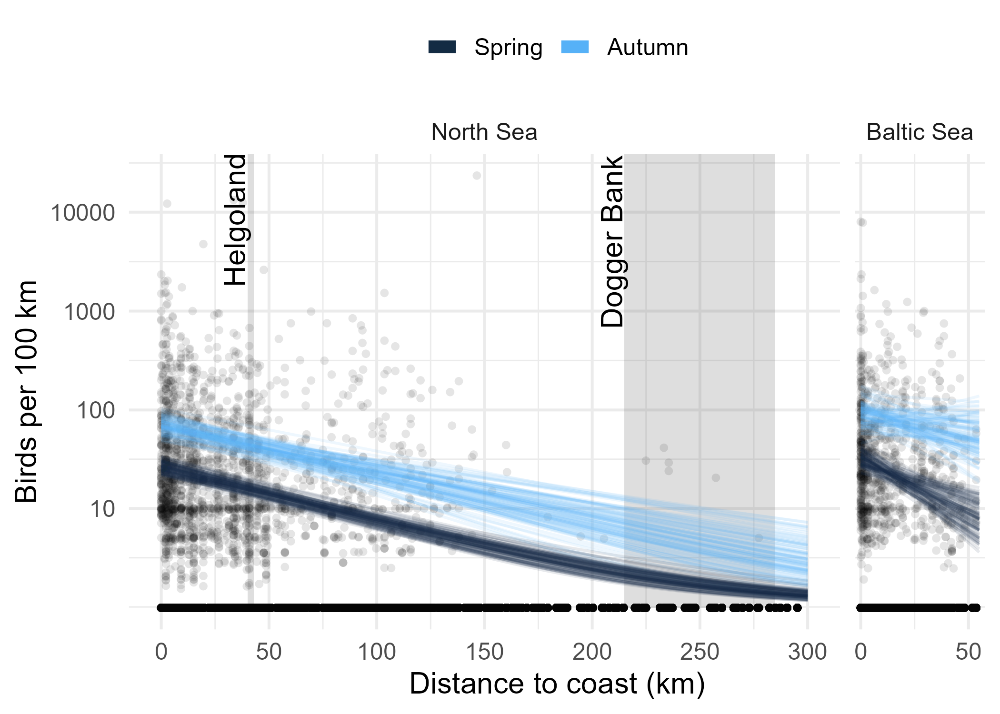 Spring Autumn
North Sea Baltic Sea
Helgoland
Dogger Bank
Birds per 100 km
10000
1000
100
10
0 50 100 150 200 250 300 0 50
Distance to coast (km)